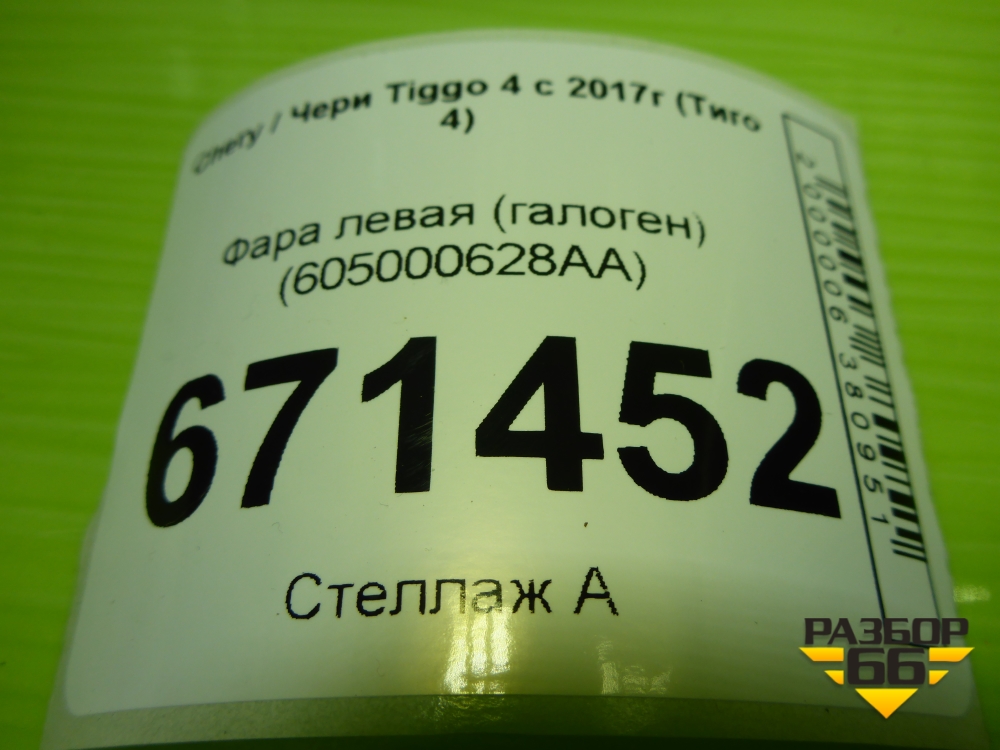 Chery / Чери Tiggo 4 с 2017г (Тиго
4)
Фара левая (галоген)
(605000628AA)
671452
Стеллаж А
2000006380951
РАЗБОР
66